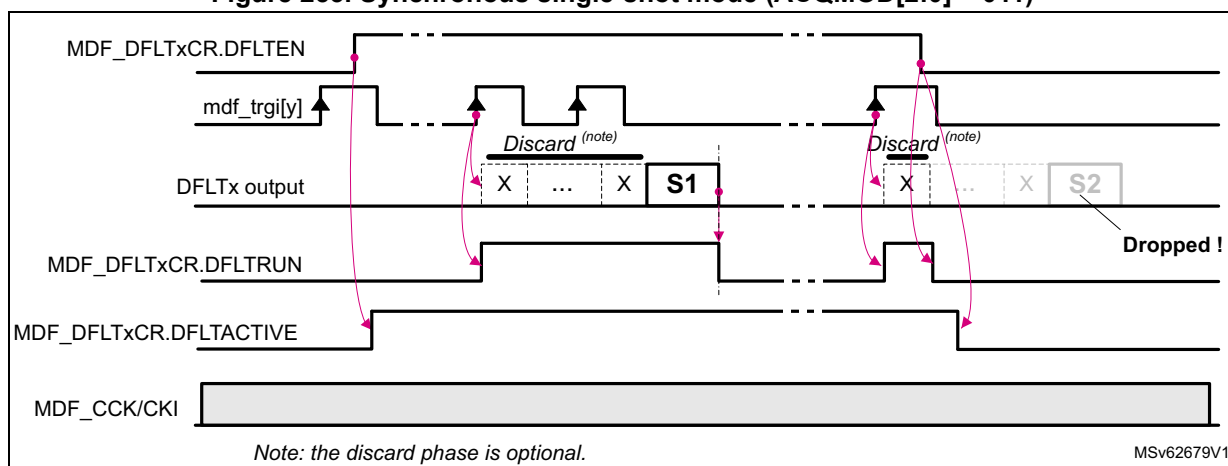 Figure 263. Synchronous single-shot mode (ACQMOD[2:0] = 011)
MDF_DFLTxCR.DFLTEN
mdf_trgi[y]
Discard (note)
Discard (note)
DFLTx output
X
...
X
S1
X
...
X
S2
Dropped !
MDF_DFLTxCR.DFLTRUN
MDF_DFLTxCR.DFLTACTIVE
MDF_CCK/CKI
Note: the discard phase is optional.
MSv62679V1